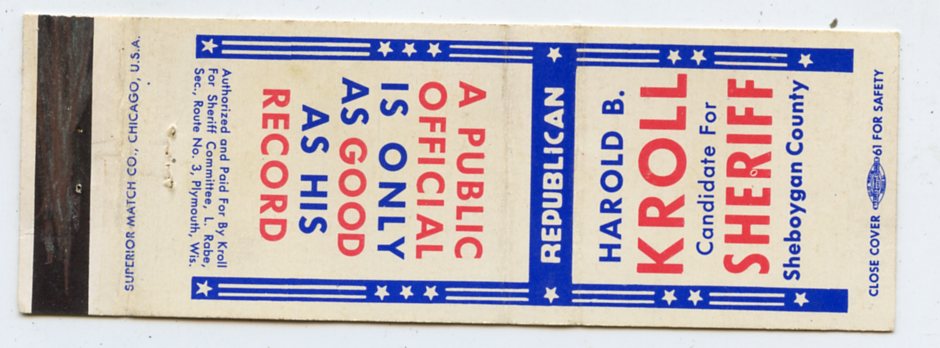 REPUBLICAN
HAROLD B.
KROLL
Candidate For
SHERIFF
Sheboygan County
CLOSE COVER 61 FOR SAFETY
A PUBLIC
OFFICIAL
IS ONLY
AS GOOD
AS HIS
RECORD
Authorized and Paid For By Kroll
For Sheriff Committee, L. Rabe,
Sec., Route No. 3, Plymouth, Wis.
SUPERIOR MATCH CO., CHICAGO, U.S.A.